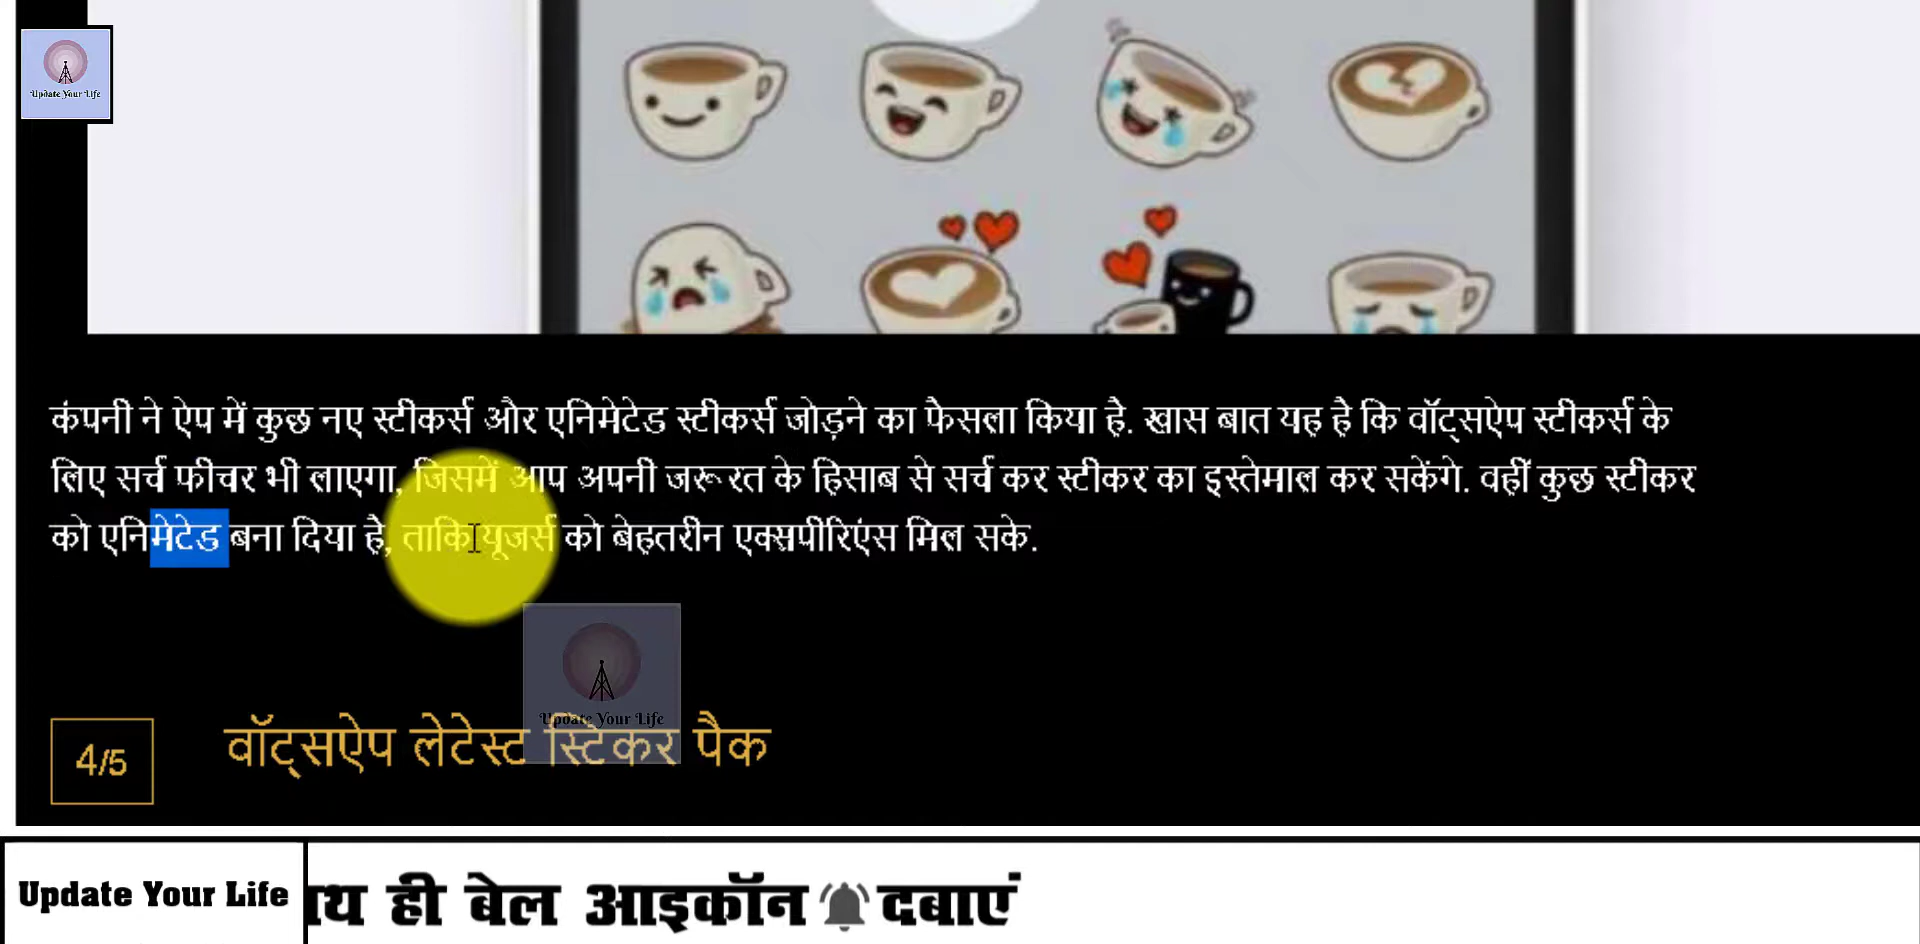 Update Your Life
कंपनी ने ऐप में कुछ नए स्टीकर्स और एनिमेटेड स्टीकर्स जोड़ने का फैसला किया है. खास बात यह है कि वॉट्सऐप स्टीकर्स के
लिए सर्च फीचर भी लाएगा, जिसमें आप अपनी जरूरत के हिसाब से सर्च कर स्टीकर का इस्तेमाल कर सकेंगे. वहीं कुछ स्टीकर
को एनिमेटेड बना दिया है, ताकि यूजर्स को बेहतरीन एक्सपीरिएंस मिल सके.
Update Your Life
4/5 वॉट्सऐप लेटेस्ट स्टिकर पैक
Update Your Life ाथ ही बेल आइकॉन दबाएं